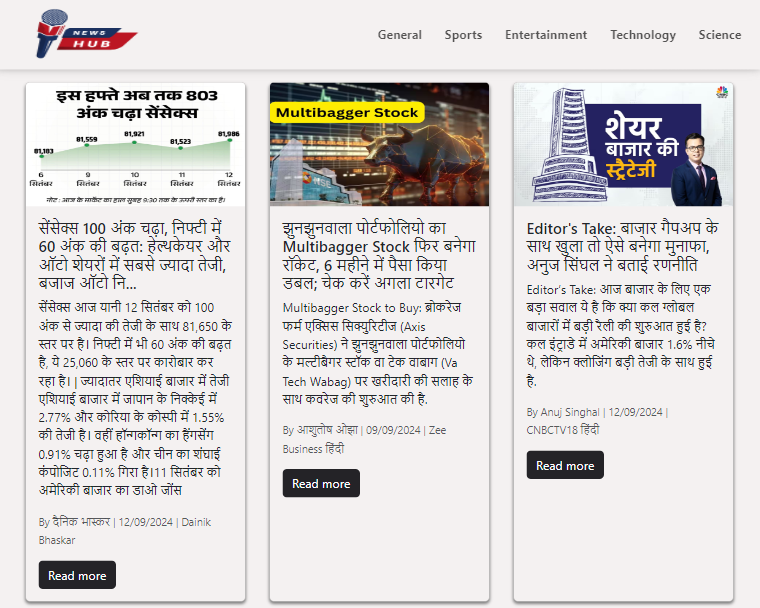 NEWS
HUB
General
Sports
Entertainment
Technology
Science
इस हफ्ते अब तक 803
अंक चढ़ा सेंसेक्स
81,183
81,559
81,921
81,523
81,986
6
सितंबर
9
सितंबर
10
सितंबर
11
सितंबर
12
सितंबर
नोट : आज के मार्केट का हाल सुबह 9:30 तक के ऊपरी स्तर का है।
सेंसेक्स 100 अंक चढ़ा, निफ्टी में
60 अंक की बढ़त: हेल्थकेयर और
ऑटो शेयरों में सबसे ज्यादा तेजी,
बजाज ऑटो नि...
सेंसेक्स आज यानी 12 सितंबर को 100
अंक से ज्यादा की तेजी के साथ 81,650 के
स्तर पर है। निफ्टी में भी 60 अंक की बढ़त
है, ये 25,060 के स्तर पर कारोबार कर
रहा है। | ज्यादातर एशियाई बाजार में तेजी
एशियाई बाजार में जापान के निक्केई में
2.77% और कोरिया के कोस्पी में 1.55%
की तेजी है। वहीं हॉन्गकॉन्ग का हैंगसेंग
0.91% चढ़ा हुआ है और चीन का शंघाई
कंपोजिट 0.11% गिरा है।11 सितंबर को
अमेरिकी बाजार का डाओ जोंस
By दैनिक भास्कर | 12/09/2024 | Dainik
Bhaskar
Read more
Multibagger Stock
झुनझुनवाला पोर्टफोलियो का
Multibagger Stock फिर बनेगा
रॉकेट, 6 महीने में पैसा किया
डबल; चेक करें अगला टारगेट
Multibagger Stock to Buy: ब्रोकरेज
फर्म एक्सिस सिक्युरिटीज (Axis
Securities) ने झुनझुनवाला पोर्टफोलियो
के मल्टीबैगर स्टॉक वा टेक वाबाग (Va
Tech Wabag) पर खरीदारी की सलाह के
साथ कवरेज की शुरुआत की है.
By आशुतोष ओझा | 09/09/2024 | Zee
Business हिंदी
Read more
शेयर
बाजार की
स्ट्रैटेजी
Editor's Take: बाजार गैपअप के
साथ खुला तो ऐसे बनेगा मुनाफा,
अनुज सिंघल ने बताई रणनीति
Editor's Take: आज बाजार के लिए एक
बड़ा सवाल ये है कि क्या कल ग्लोबल
बाजारों में बड़ी रैली की शुरुआत हुई है?
कल इंट्राडे में अमेरिकी बाजार 1.6% नीचे
थे, लेकिन क्लोजिंग बड़ी तेजी के साथ हुई
है.
By Anuj Singhal | 12/09/2024 |
CNBCTV18 हिंदी
Read more